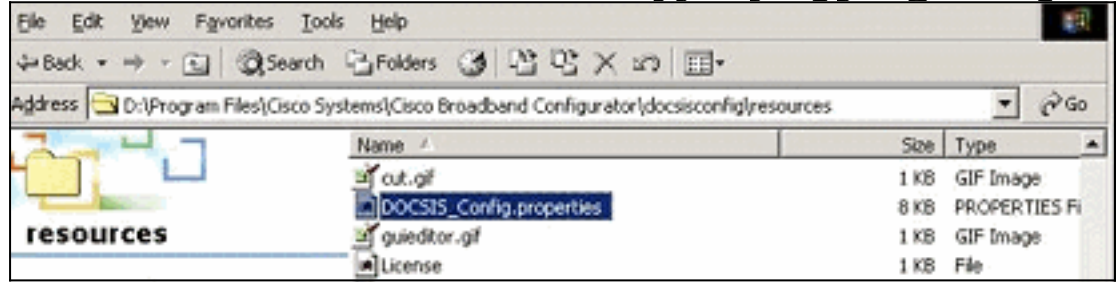 File Edit View Favorites Tools Help
Back Search Folders
Address D:\Program Files\Cisco Systems\Cisco Broadband Configurator\docsisconfig\resources Go
Name Size Type
cut.gif 1 KB GIF Image
DOCSIS_Config.properties 8 KB PROPERTIES Fi
resources
guieditor.gif 1 KB GIF Image
License 1 KB File